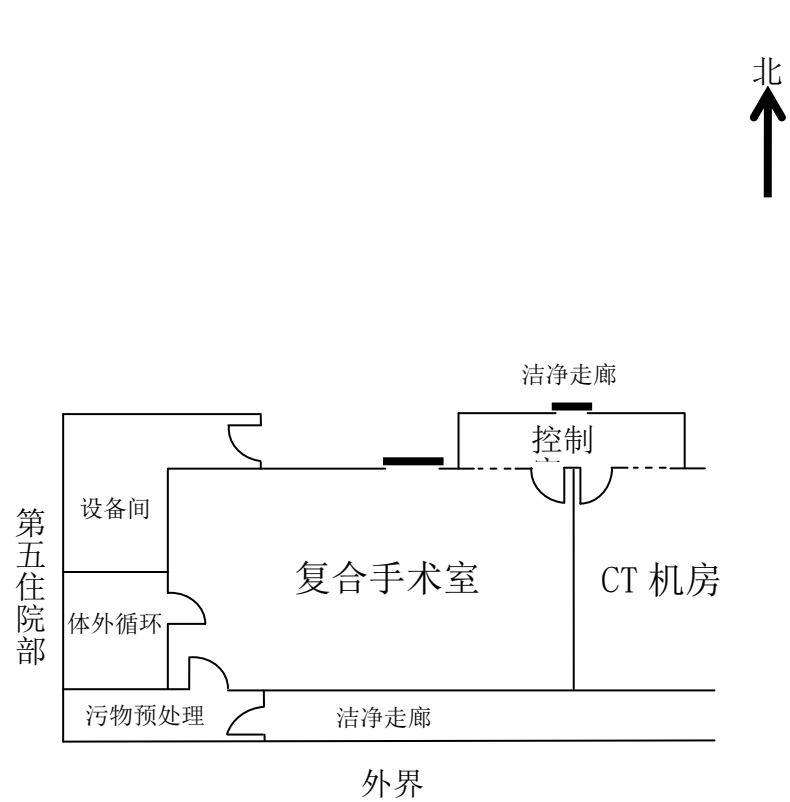 北
洁净走廊
控制
设备间
第五住院部
复合手术室
CT 机房
体外循环
污物预处理
洁净走廊
外界